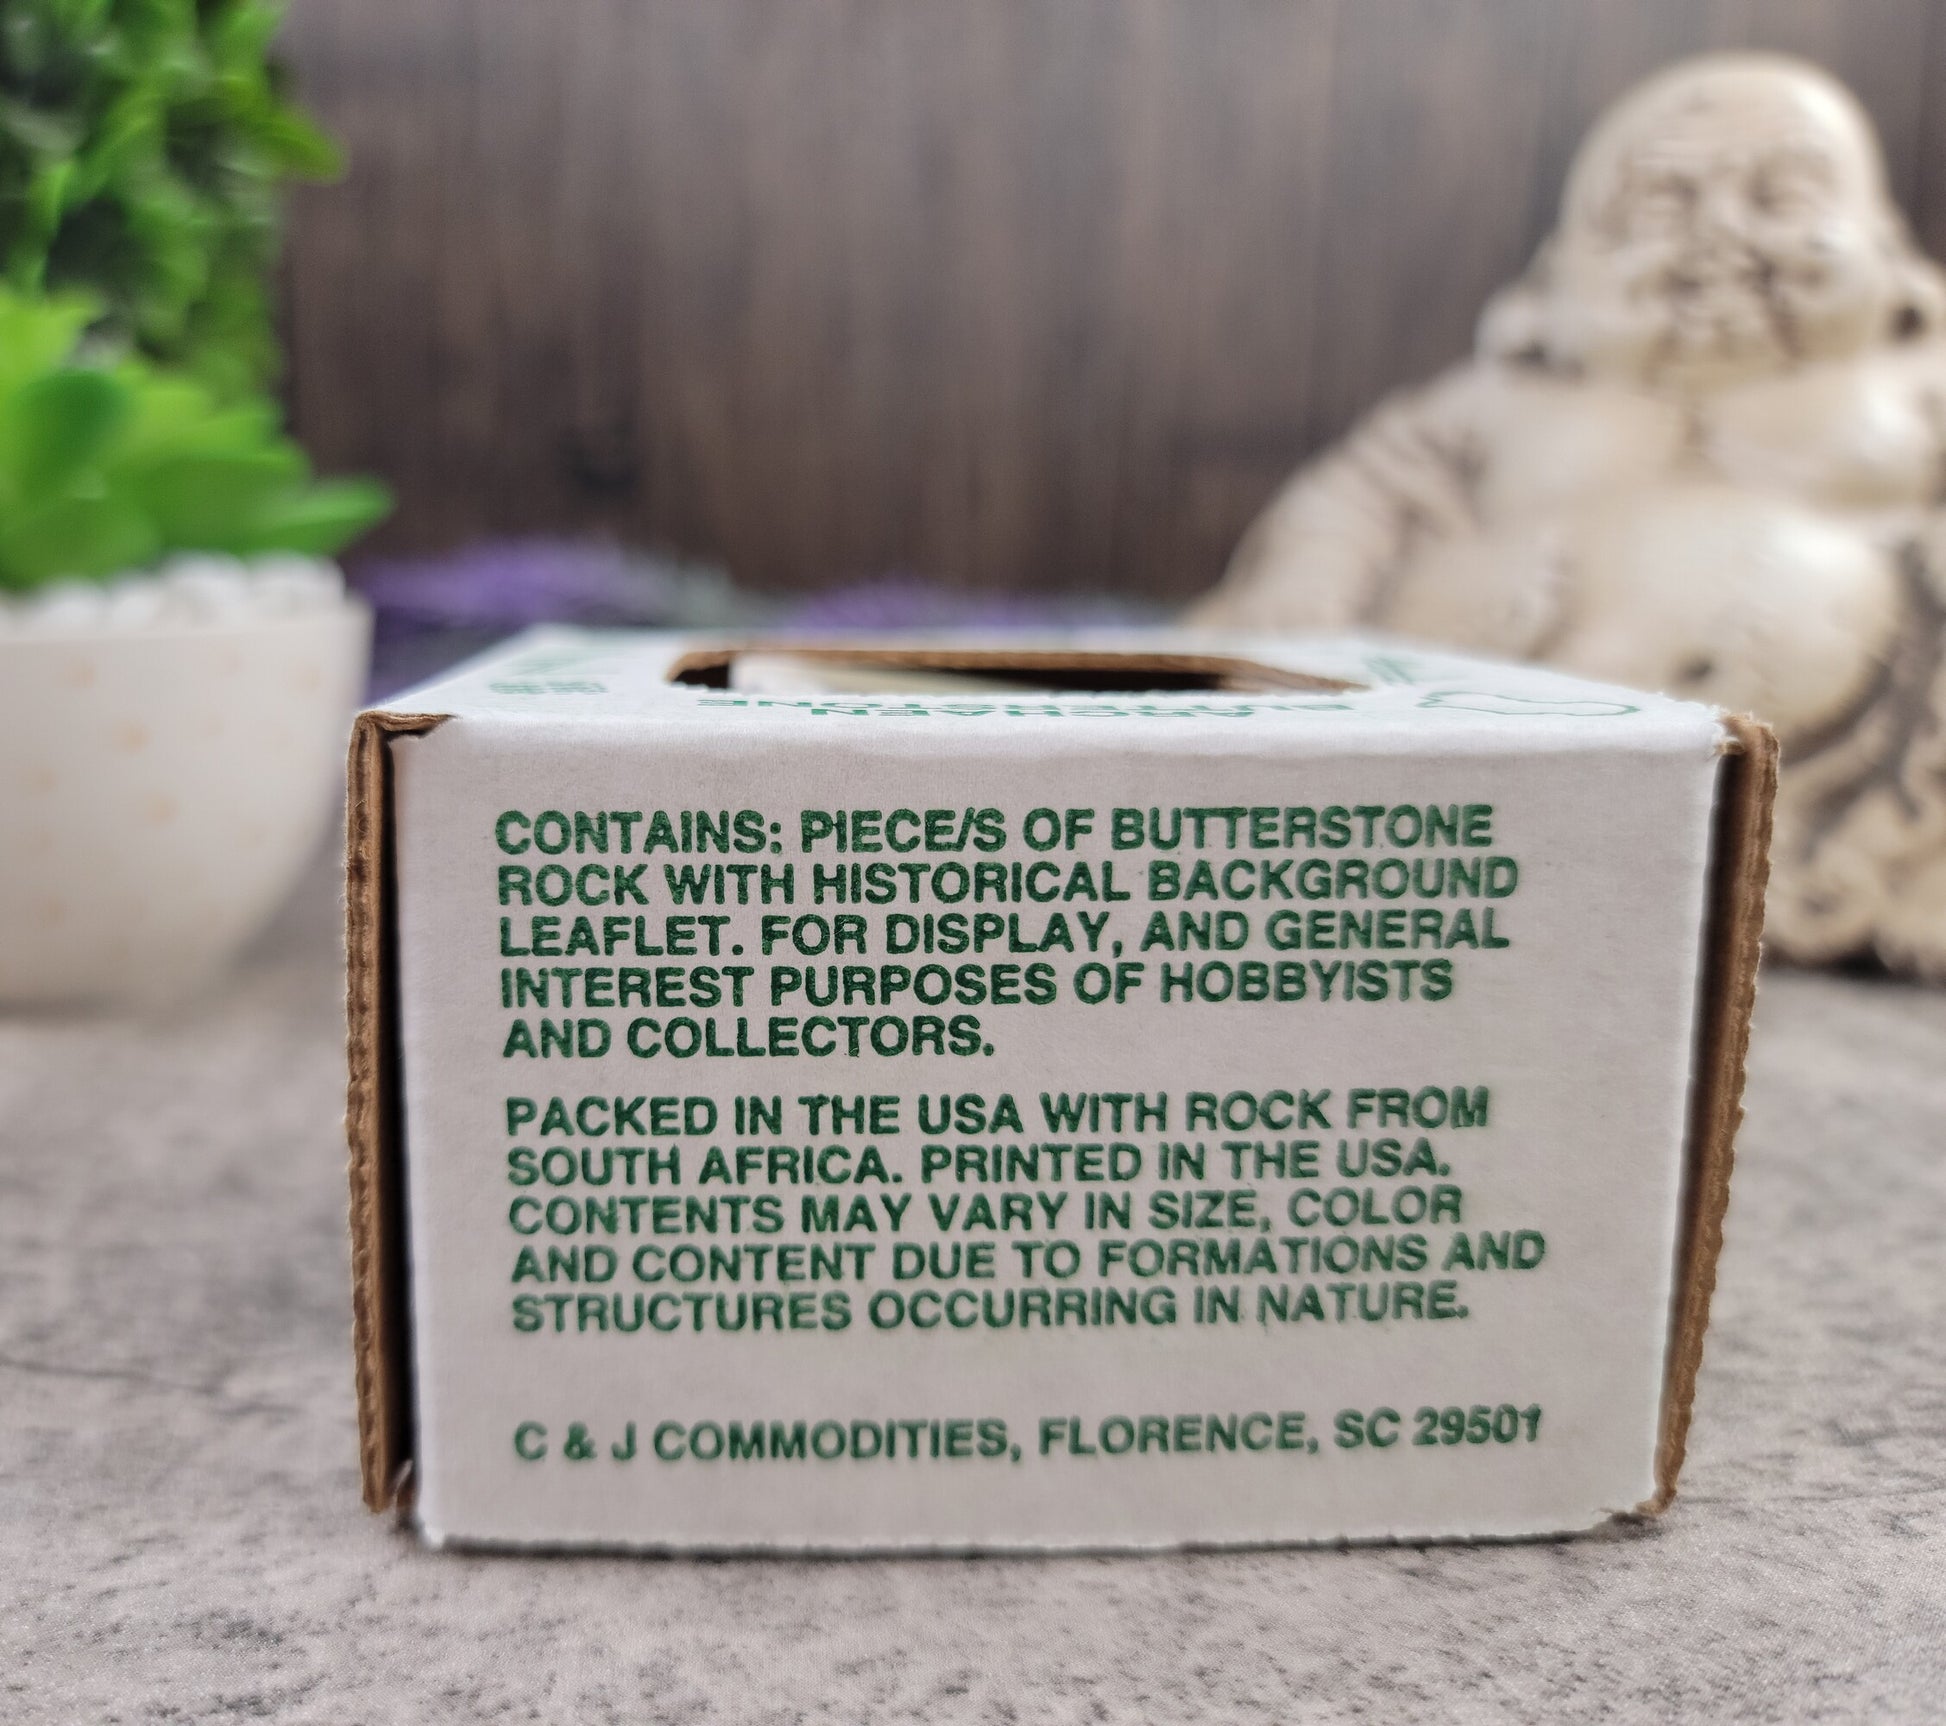 ARCHAEN
BUTTERSTONE
CONTAINS: PIECE/S OF BUTTERSTONE
ROCK WITH HISTORICAL BACKGROUND
LEAFLET. FOR DISPLAY, AND GENERAL
INTEREST PURPOSES OF HOBBYISTS
AND COLLECTORS.
PACKED IN THE USA WITH ROCK FROM
SOUTH AFRICA. PRINTED IN THE USA.
CONTENTS MAY VARY IN SIZE, COLOR
AND CONTENT DUE TO FORMATIONS AND
STRUCTURES OCCURRING IN NATURE.
C & J COMMODITIES, FLORENCE, SC 29501